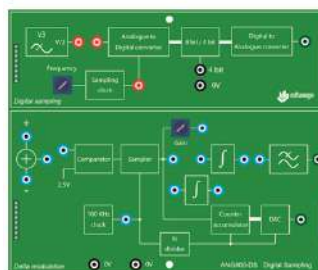 V3
V/2
Analogue to
Digital converter
8 bit / 4 bit
Digital to
Analogue converter
Frequency
Sampling
clock
4 bit
0V
Digital sampling
Gain
Comparator
Sampler
2.5V
100 kHz
clock
Counter
accumulator
DAC
divider
Delta modulation
0V
0V
Digital Sampling